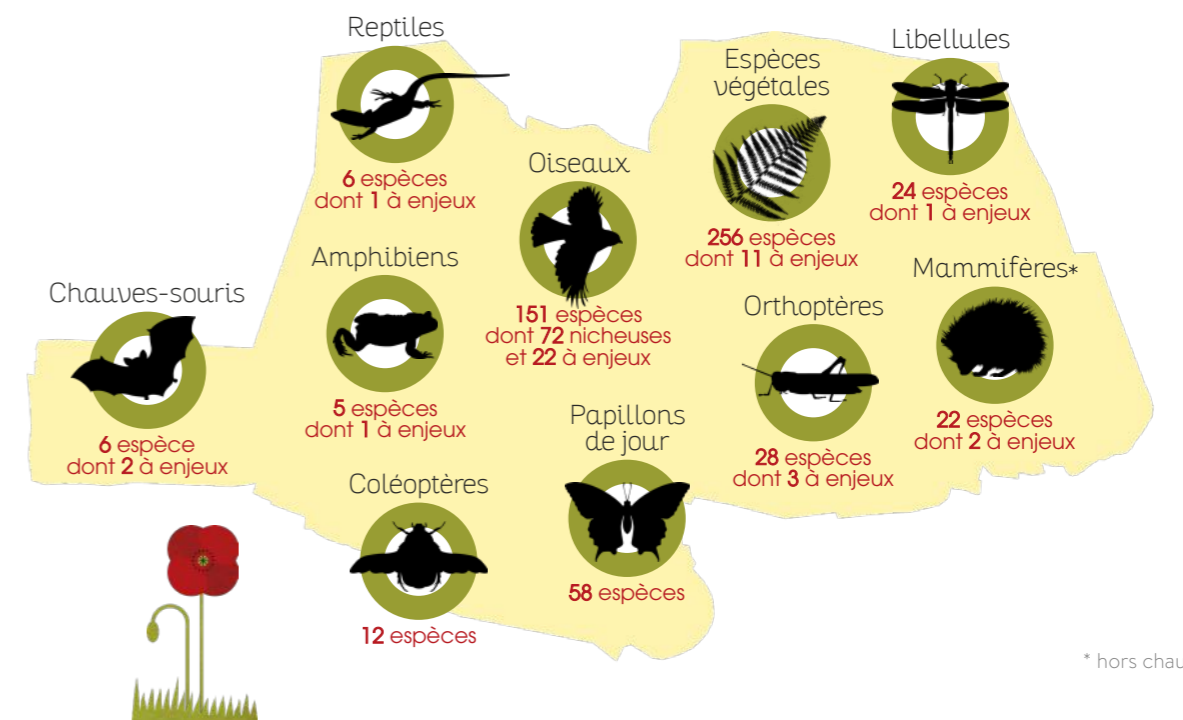 Reptiles
6 espèces
dont 1 à enjeux
Oiseaux
151 espèces
dont 72 nicheuses
et 22 à enjeux
Espèces
végétales
256 espèces
dont 11 à enjeux
Libellules
24 espèces
dont 1 à enjeux
Chauves-souris
6 espèce
dont 2 à enjeux
Amphibiens
5 espèces
dont 1 à enjeux
Orthoptères
28 espèces
dont 3 à enjeux
Mammifères*
22 espèces
dont 2 à enjeux
Coléoptères
12 espèces
Papillons
de jour
58 espèces
* hors chau